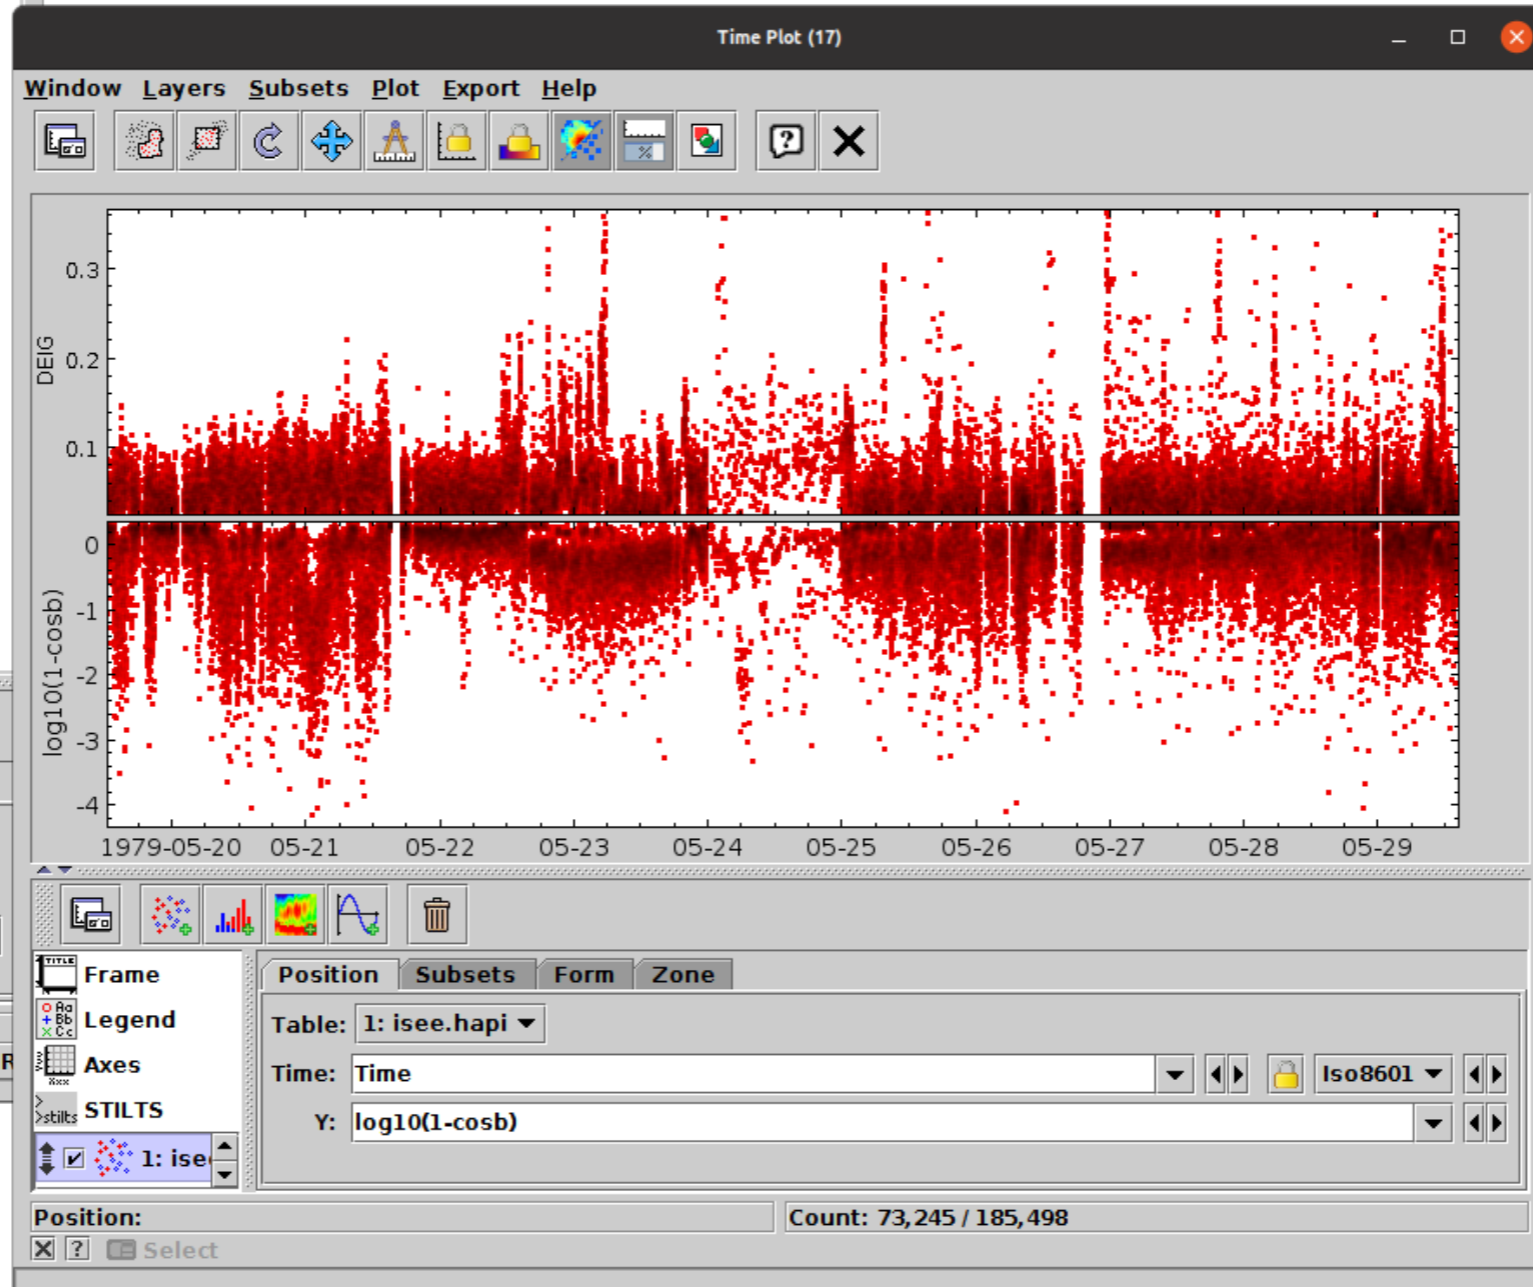 Time Plot (17)
Window Layers Subsets Plot Export Help
0.3
0.2
0.1
DEIG
0
-1
-2
-3
-4
log10(1-cosb)
1979-05-20 05-21 05-22 05-23 05-24 05-25 05-26 05-27 05-28 05-29
Frame
Legend
Axes
STILTS
1: ise
Position Subsets Form Zone
Table: 1: isee.hapi
Time: Time Iso8601
Y: log10(1-cosb)
Position: Count: 73,245 / 185,498
Select